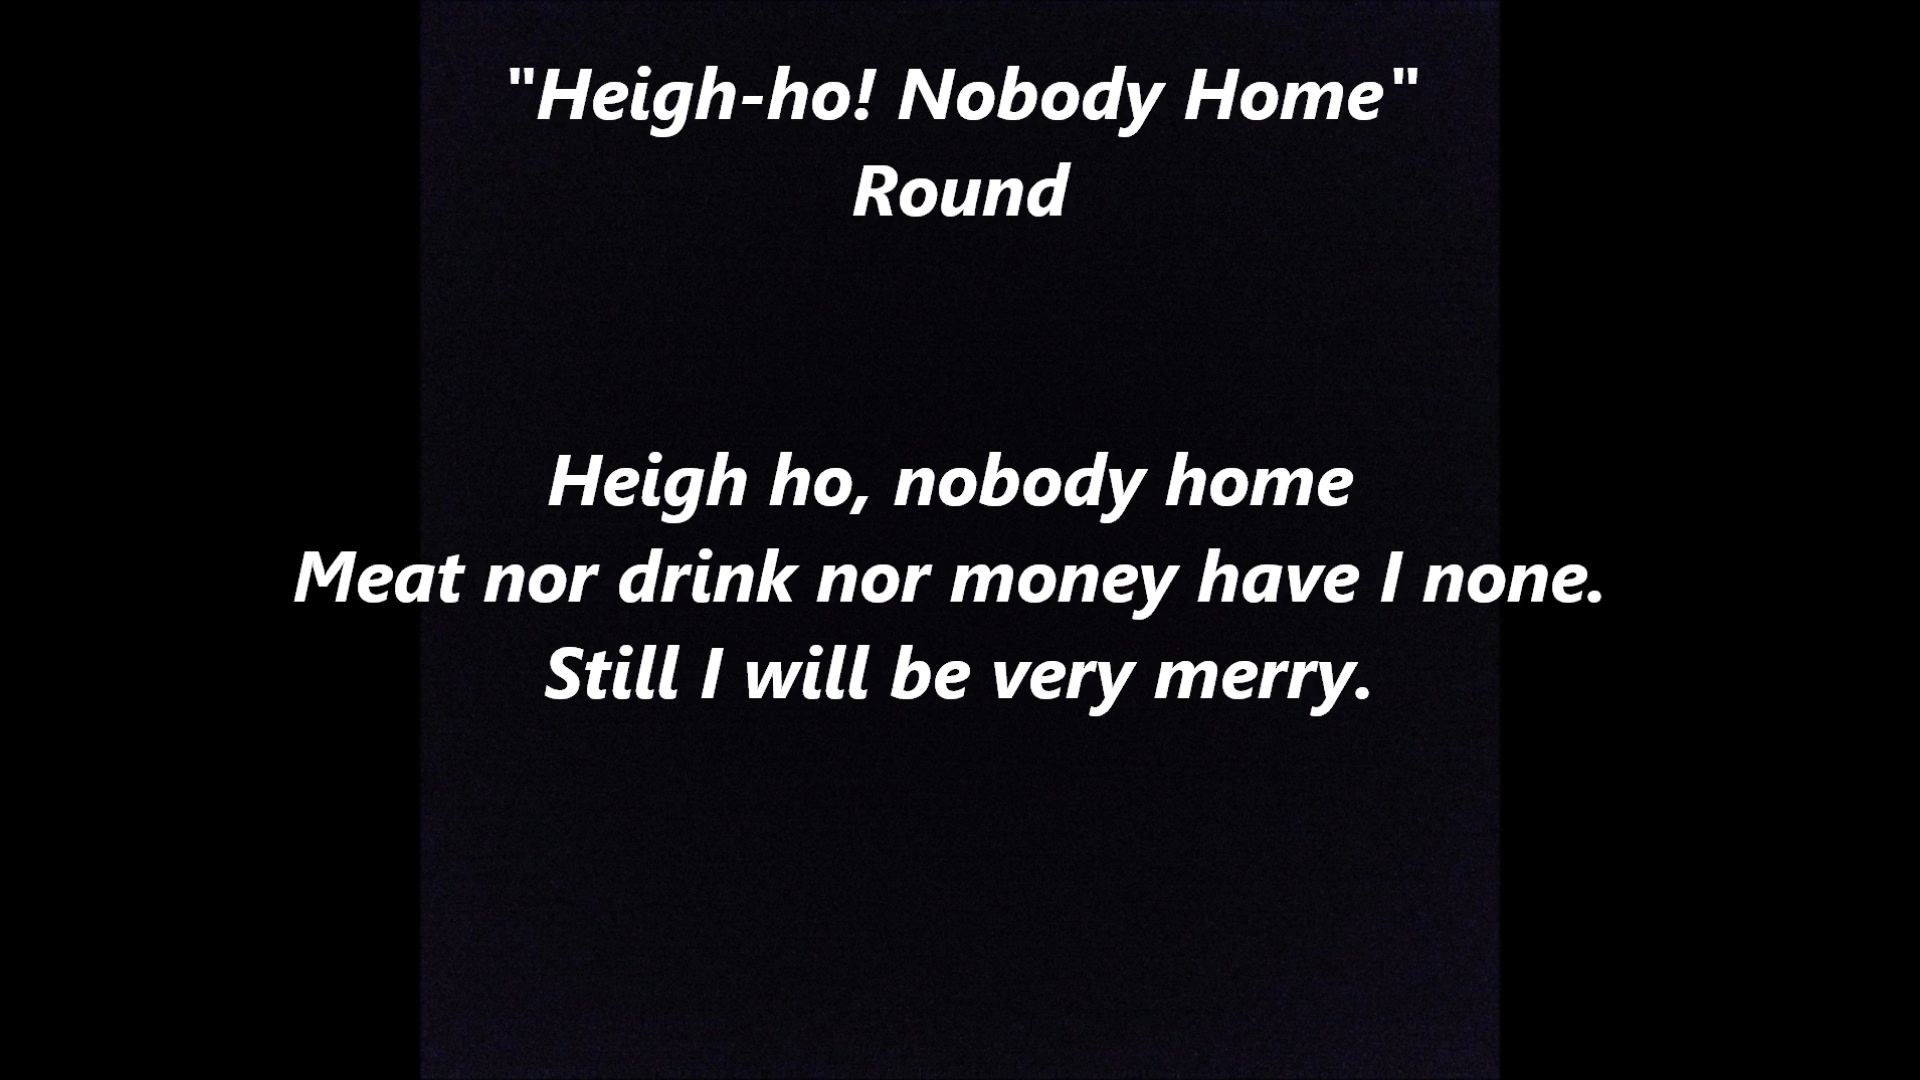 "Heigh-ho! Nobody Home"
Round
Heigh ho, nobody home
Meat nor drink nor money have I none.
Still I will be very merry.